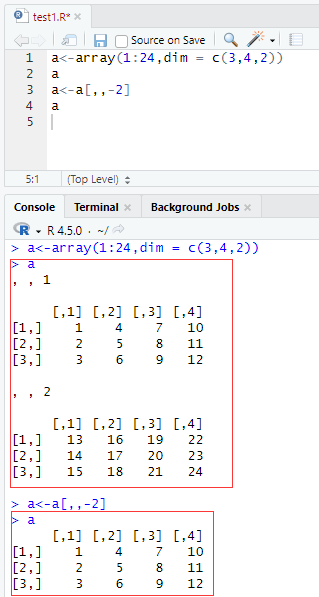 test1.R*
Source on Save
1 a<-array(1:24,dim = c(3,4,2))
2 a
3 a<-a[,,-2]
4 a
5
5:1 (Top Level)
Console Terminal Background Jobs
R R 4.5.0 · ~/
> a<-array(1:24,dim = c(3,4,2))
> a
, , 1
[,1] [,2] [,3] [,4]
[1,] 1 4 7 10
[2,] 2 5 8 11
[3,] 3 6 9 12
, , 2
[,1] [,2] [,3] [,4]
[1,] 13 16 19 22
[2,] 14 17 20 23
[3,] 15 18 21 24
> a<-a[,,-2]
> a
[,1] [,2] [,3] [,4]
[1,] 1 4 7 10
[2,] 2 5 8 11
[3,] 3 6 9 12